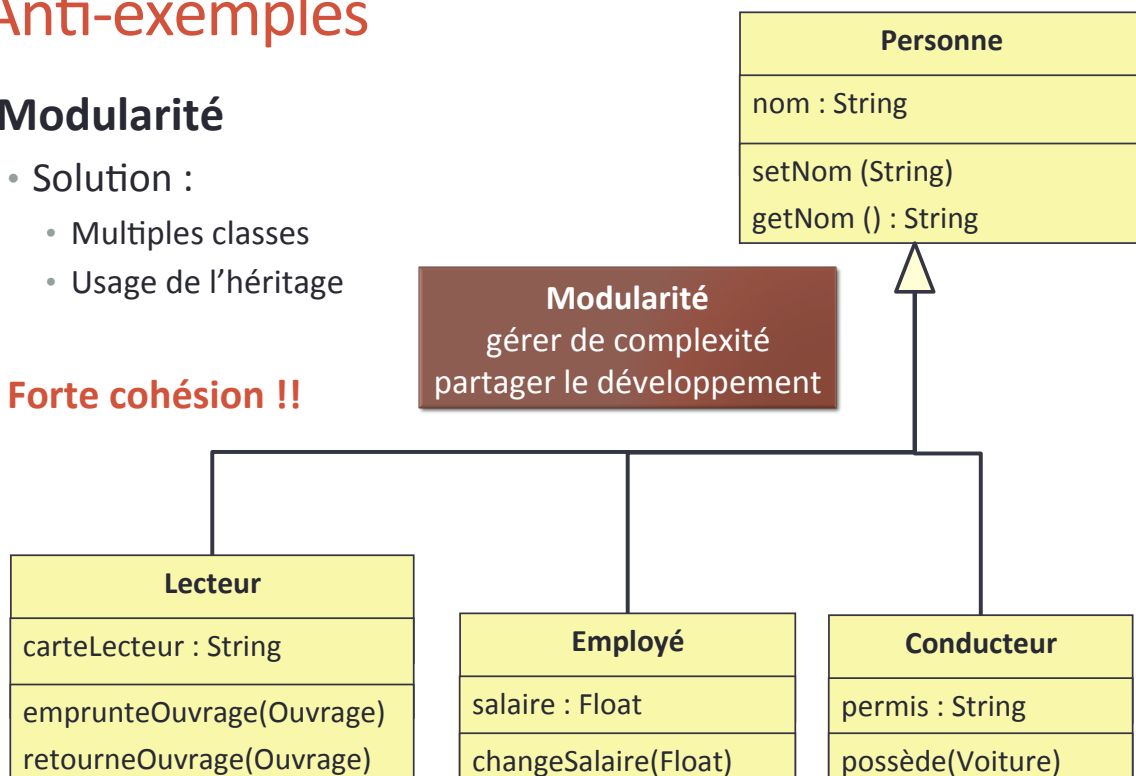 Anti-exemples
Modularité
• Solution :
• Multiples classes
• Usage de l’héritage
Forte cohésion !!
Modularité
gérer de complexité
partager le développement
Personne
nom : String
setNom (String)
getNom () : String
Lecteur
carteLecteur : String
emprunteOuvrage(Ouvrage)
retourneOuvrage(Ouvrage)
Employé
salaire : Float
changeSalaire(Float)
Conducteur
permis : String
possède(Voiture)